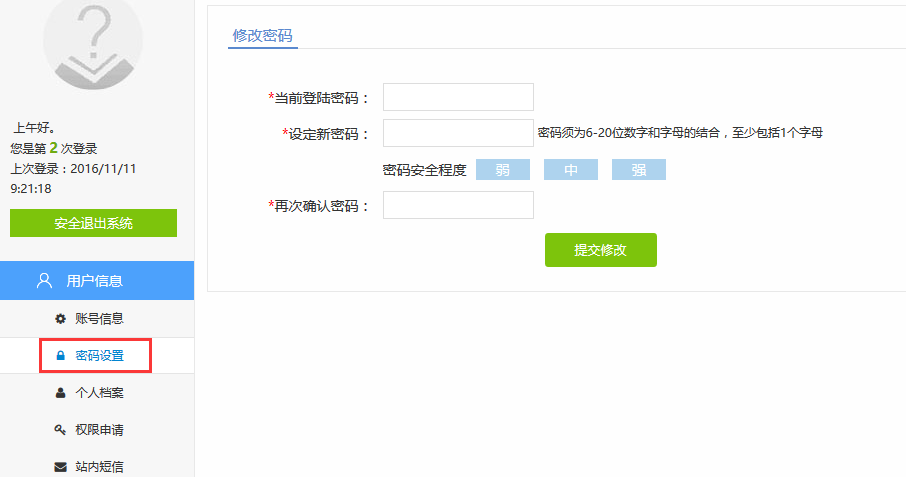 上午好。
您是第 2 次登录
上次登录：2016/11/11
9:21:18
安全退出系统
用户信息
账号信息
密码设置
个人档案
权限申请
站内短信
修改密码
*当前登陆密码：
*设定新密码：
密码须为6-20位数字和字母的结合，至少包括1个字母
密码安全程度 弱 中 强
*再次确认密码：
提交修改